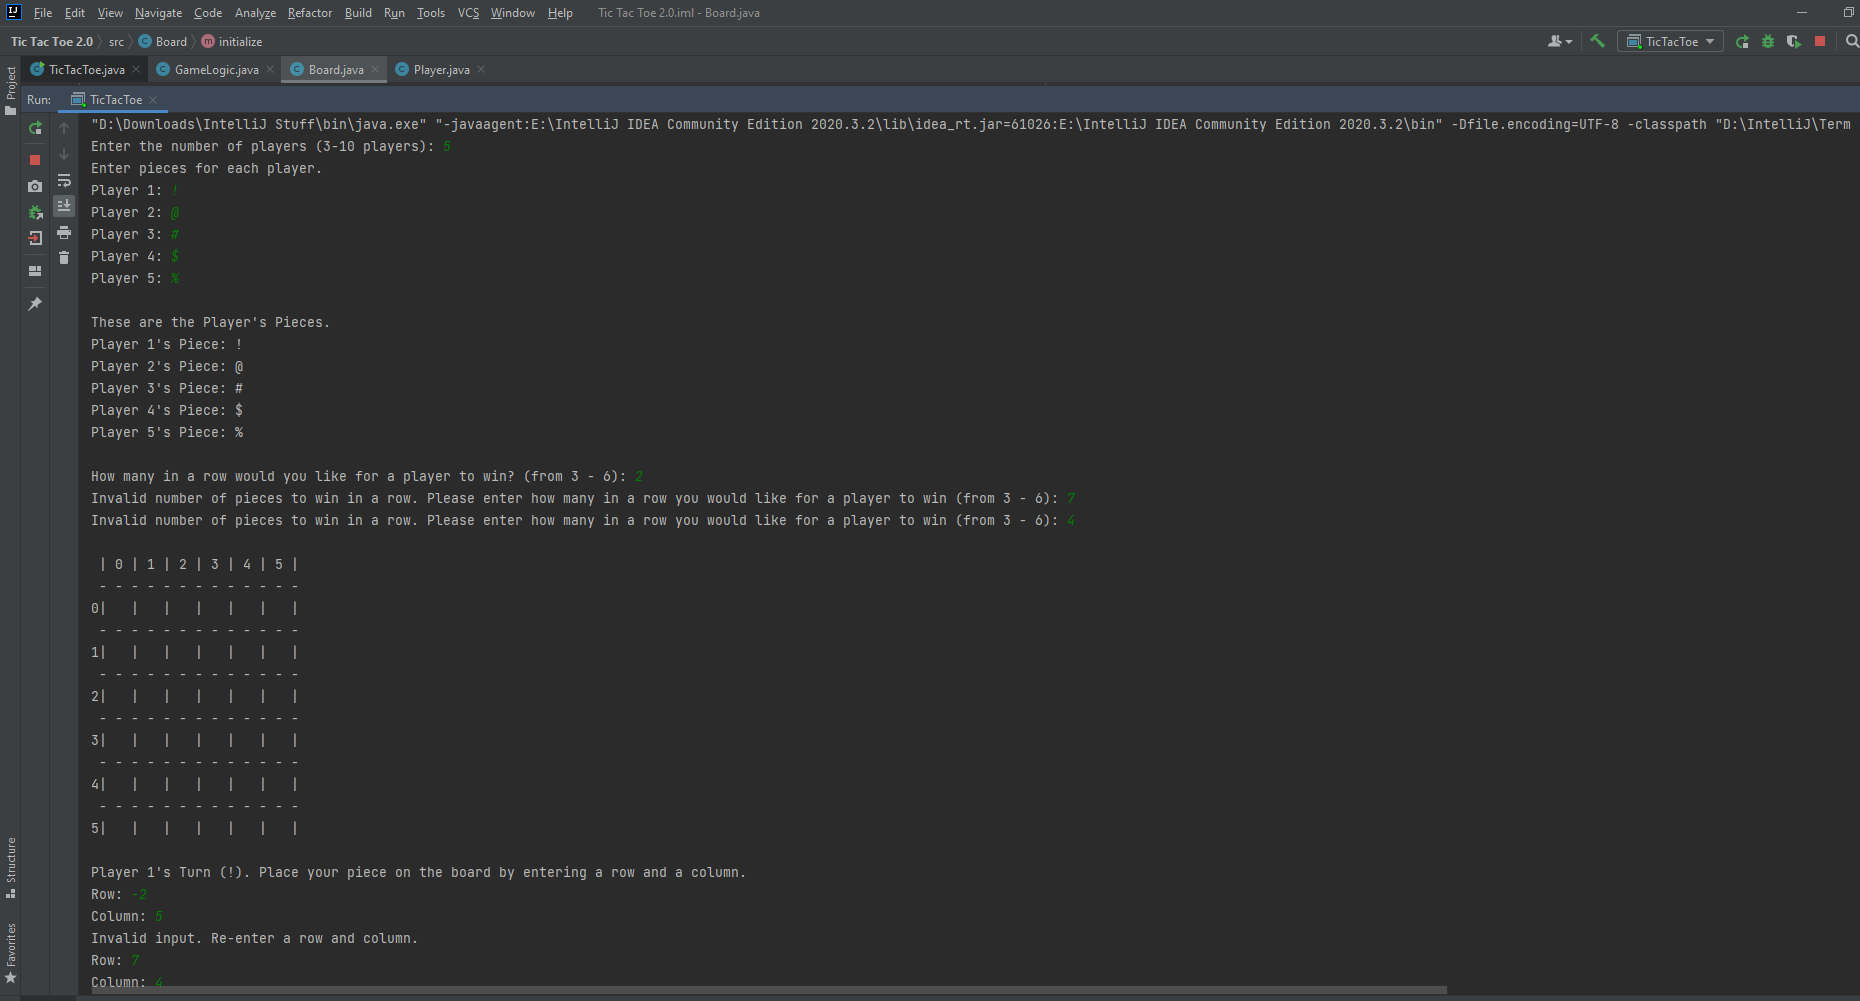 File Edit View Navigate Code Analyze Refactor Build Run Tools VCS Window Help Tic Tac Toe 2.0.iml - Board.java
Tic Tac Toe 2.0 src Board initialize TicTacToe
TicTacToe.java GameLogic.java Board.java Player.java
Project
Run: TicTacToe
"D:\Downloads\IntelliJ Stuff\bin\java.exe" "-javaagent:E:\IntelliJ IDEA Community Edition 2020.3.2\lib\idea_rt.jar=61026:E:\IntelliJ IDEA Community Edition 2020.3.2\bin" -Dfile.encoding=UTF-8 -classpath "D:\IntelliJ\Term
Enter the number of players (3-10 players): 5
Enter pieces for each player.
Player 1: !
Player 2: @
Player 3: #
Player 4: $
Player 5: %
These are the Player's Pieces.
Player 1's Piece: !
Player 2's Piece: @
Player 3's Piece: #
Player 4's Piece: $
Player 5's Piece: %
How many in a row would you like for a player to win? (from 3 - 6): 2
Invalid number of pieces to win in a row. Please enter how many in a row you would like for a player to win (from 3 - 6): 7
Invalid number of pieces to win in a row. Please enter how many in a row you would like for a player to win (from 3 - 6): 4
 | 0 | 1 | 2 | 3 | 4 | 5 |
 - - - - - - - - - - - - -
0|   |   |   |   |   |   |
 - - - - - - - - - - - - -
1|   |   |   |   |   |   |
 - - - - - - - - - - - - -
2|   |   |   |   |   |   |
 - - - - - - - - - - - - -
3|   |   |   |   |   |   |
 - - - - - - - - - - - - -
4|   |   |   |   |   |   |
 - - - - - - - - - - - - -
5|   |   |   |   |   |   |
Structure
Player 1's Turn (!). Place your piece on the board by entering a row and a column.
Row: -2
Column: 5
Favorites
Invalid input. Re-enter a row and column.
Row: 7
Column: 4